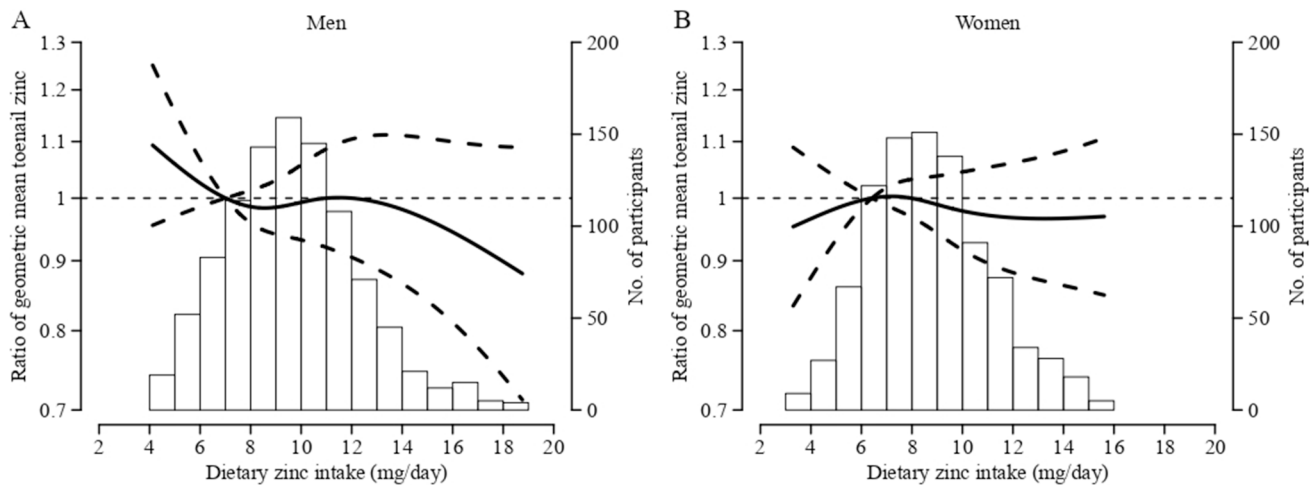 A
Men
Ratio of geometric mean toenail zinc
1.3
1.2
1.1
1
0.9
0.8
0.7
200
150
100
50
0
No. of participants
2 4 6 8 10 12 14 16 18 20
Dietary zinc intake (mg/day)
B
Women
Ratio of geometric mean toenail zinc
1.3
1.2
1.1
1
0.9
0.8
0.7
200
150
100
50
0
No. of participants
2 4 6 8 10 12 14 16 18 20
Dietary zinc intake (mg/day)